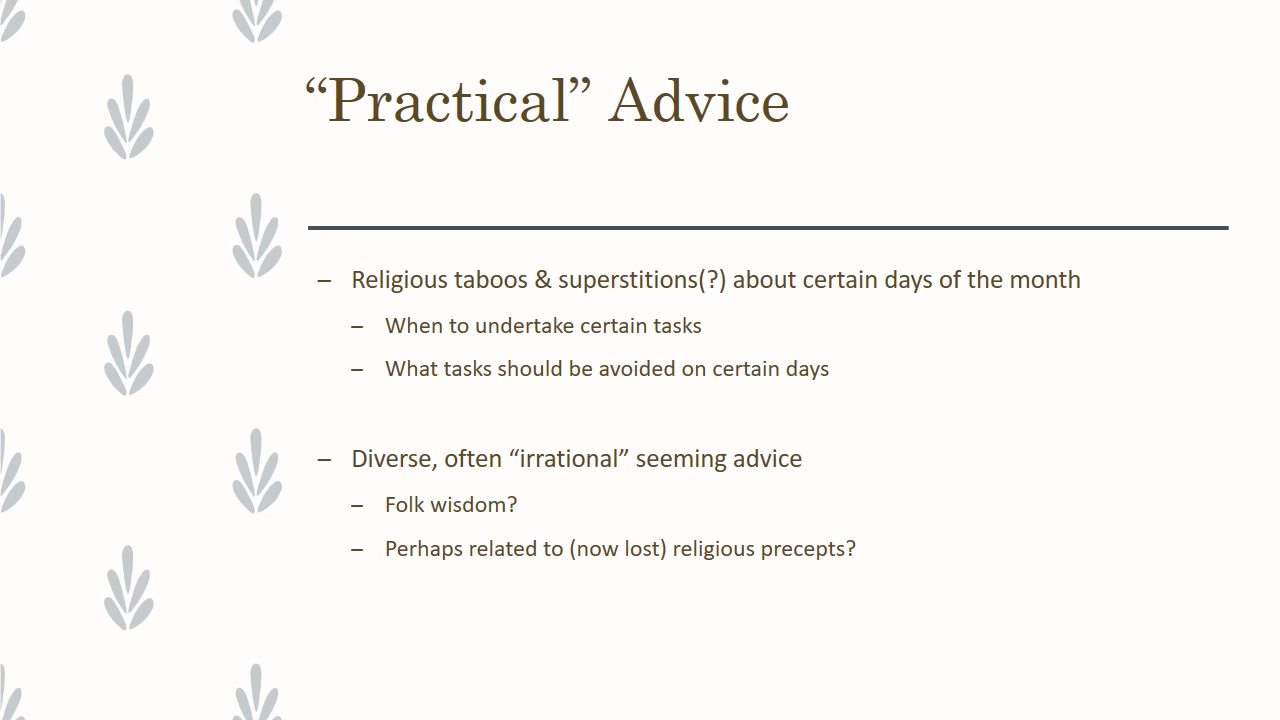 “Practical” Advice
– Religious taboos & superstitions(?) about certain days of the month
– When to undertake certain tasks
– What tasks should be avoided on certain days
– Diverse, often “irrational” seeming advice
– Folk wisdom?
– Perhaps related to (now lost) religious precepts?